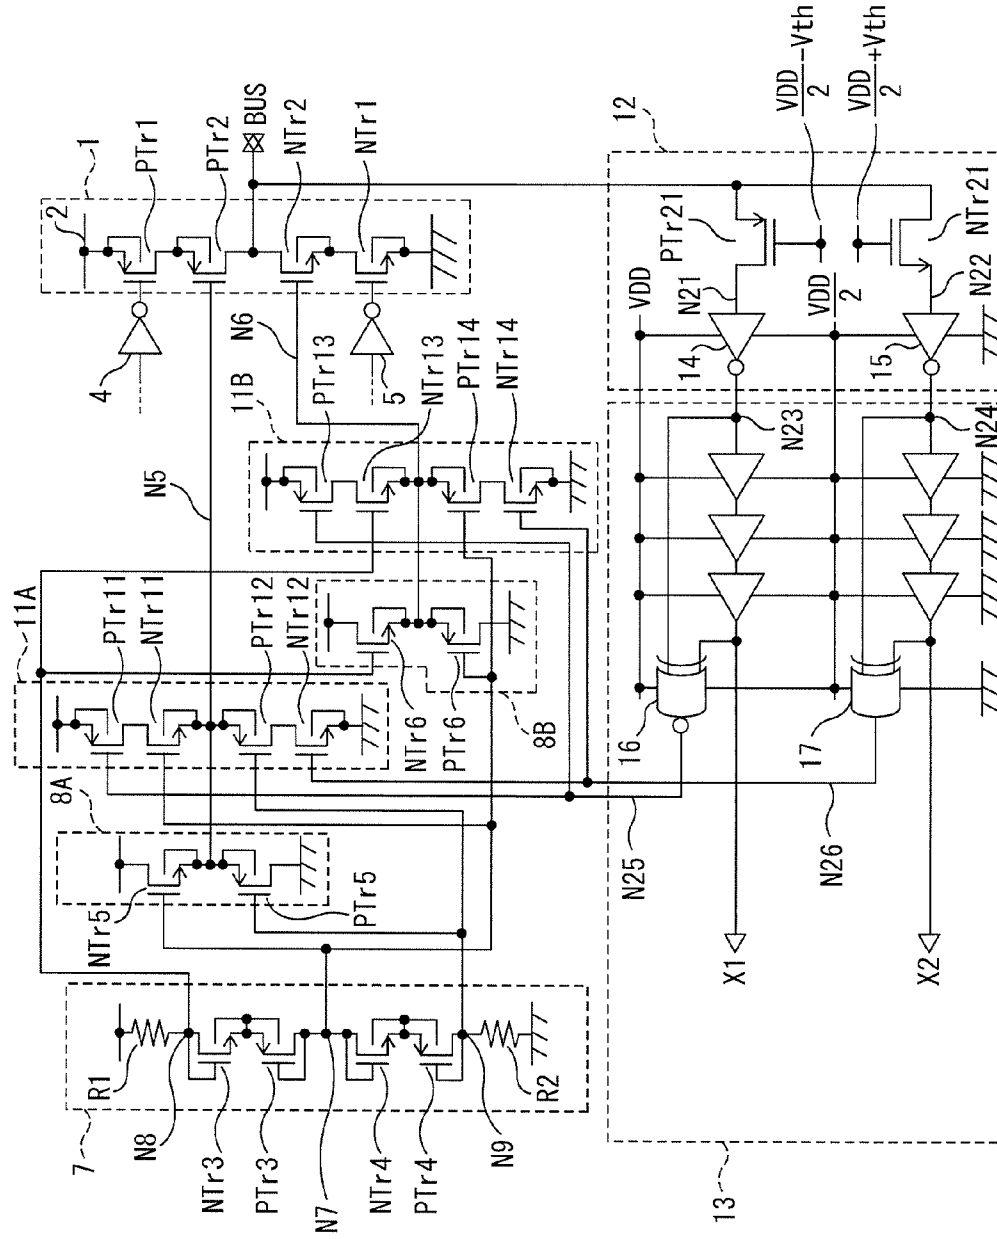 1
2
PTr1
PTr2
BUS
NTr2
NTr1
4
5
N5
N6
11B
PTr13
NTr13
PTr14
NTr14
11A
PTr11
NTr11
PTr12
NTr12
8A
NTr5
PTr5
8B
NTr6
PTr6
7
R1
N8
NTr3
PTr3
N7
NTr4
PTr4
N9
R2
12
VDD/2 -Vth
VDD/2 +Vth
PTr21
NTr21
N21
N22
VDD
VDD/2
14
15
N23
N24
16
17
N25
N26
X1
X2
13